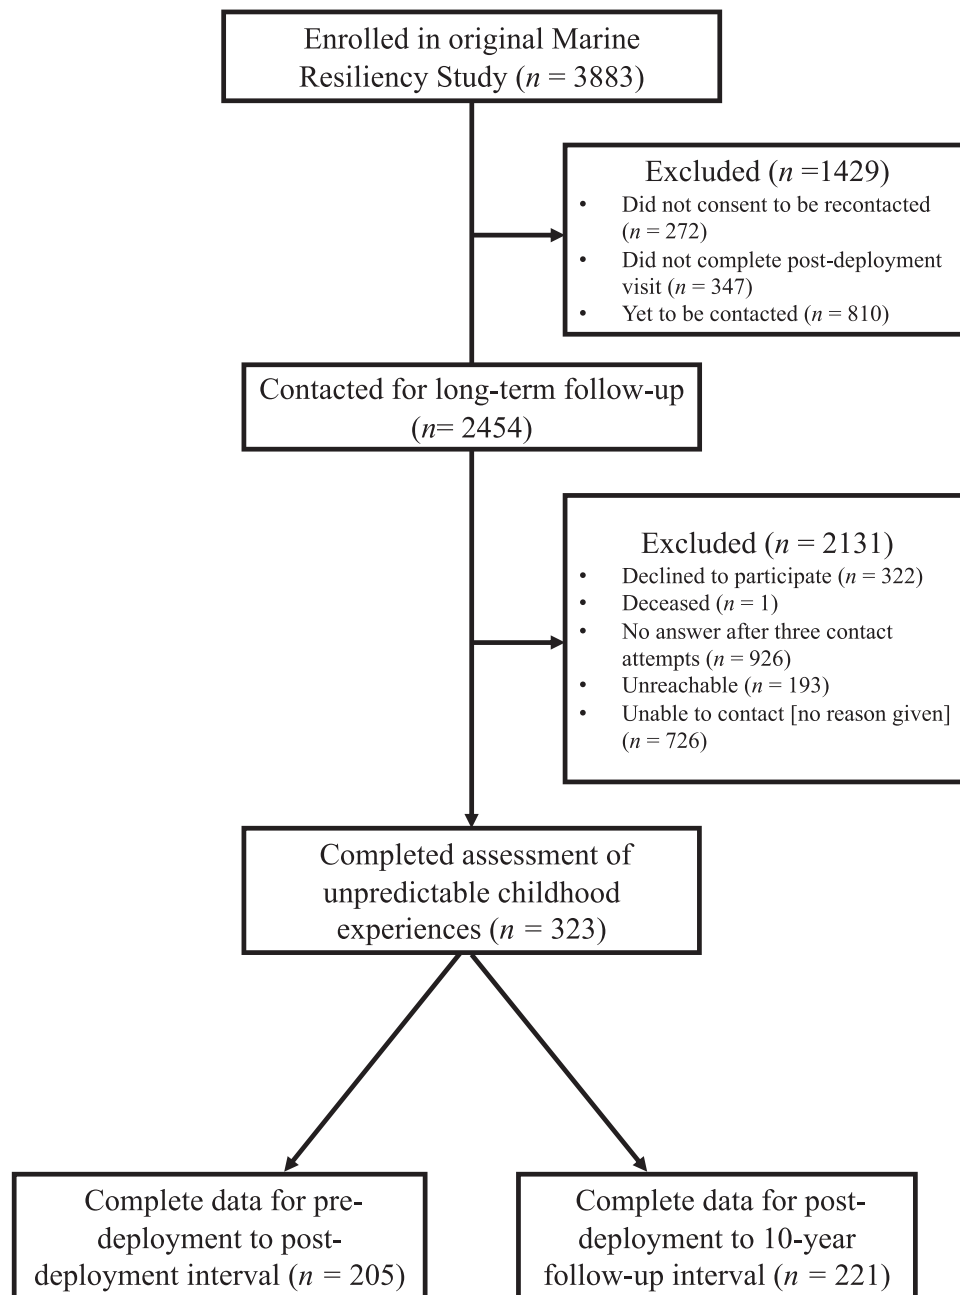 Enrolled in original Marine
Resiliency Study (n = 3883)
Excluded (n =1429)
• Did not consent to be recontacted
(n = 272)
• Did not complete post-deployment
visit (n = 347)
• Yet to be contacted (n = 810)
Contacted for long-term follow-up
(n= 2454)
Excluded (n = 2131)
• Declined to participate (n = 322)
• Deceased (n = 1)
• No answer after three contact
attempts (n = 926)
• Unreachable (n = 193)
• Unable to contact [no reason given]
(n = 726)
Completed assessment of
unpredictable childhood
experiences (n = 323)
Complete data for pre-
deployment to post-
deployment interval (n = 205)
Complete data for post-
deployment to 10-year
follow-up interval (n = 221)